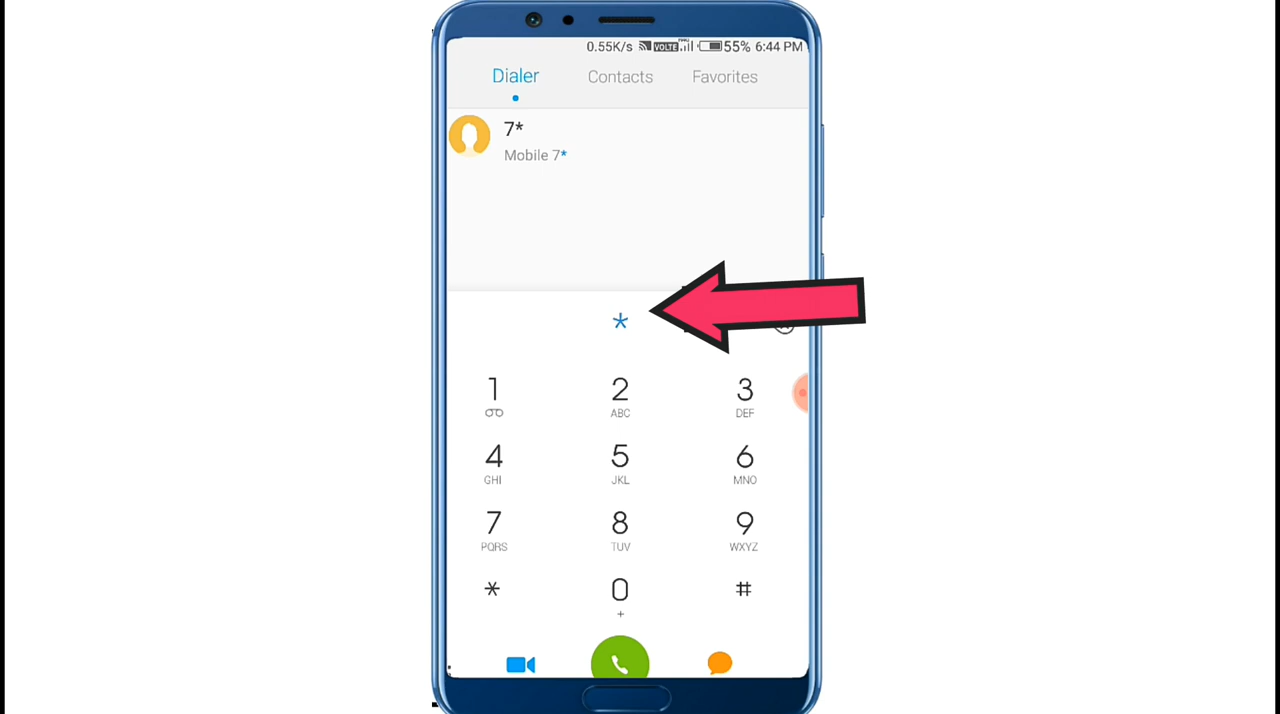 0.55K/s VOLTE 55% 6:44 PM
Dialer Contacts Favorites
7*
Mobile 7*
*
1 2 3
ABC DEF
4 5 6
GHI JKL MNO
7 8 9
PQRS TUV WXYZ
* 0 #
+